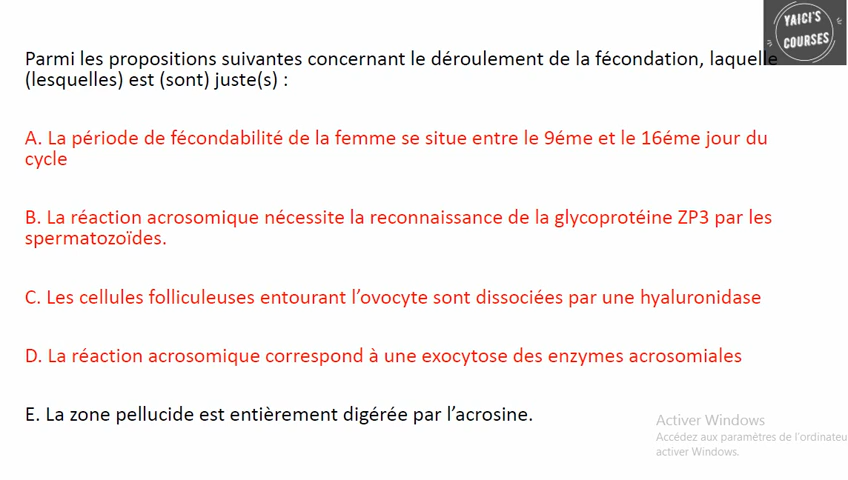 YAICI'S
COURSES
Parmi les propositions suivantes concernant le déroulement de la fécondation, laquelle
(lesquelles) est (sont) juste(s) :
A. La période de fécondabilité de la femme se situe entre le 9éme et le 16éme jour du
cycle
B. La réaction acrosomique nécessite la reconnaissance de la glycoprotéine ZP3 par les
spermatozoïdes.
C. Les cellules folliculeuses entourant l’ovocyte sont dissociées par une hyaluronidase
D. La réaction acrosomique correspond à une exocytose des enzymes acrosomiales
E. La zone pellucide est entièrement digérée par l’acrosine.
Activer Windows
Accédez aux paramètres de l'ordinateu
activer Windows.